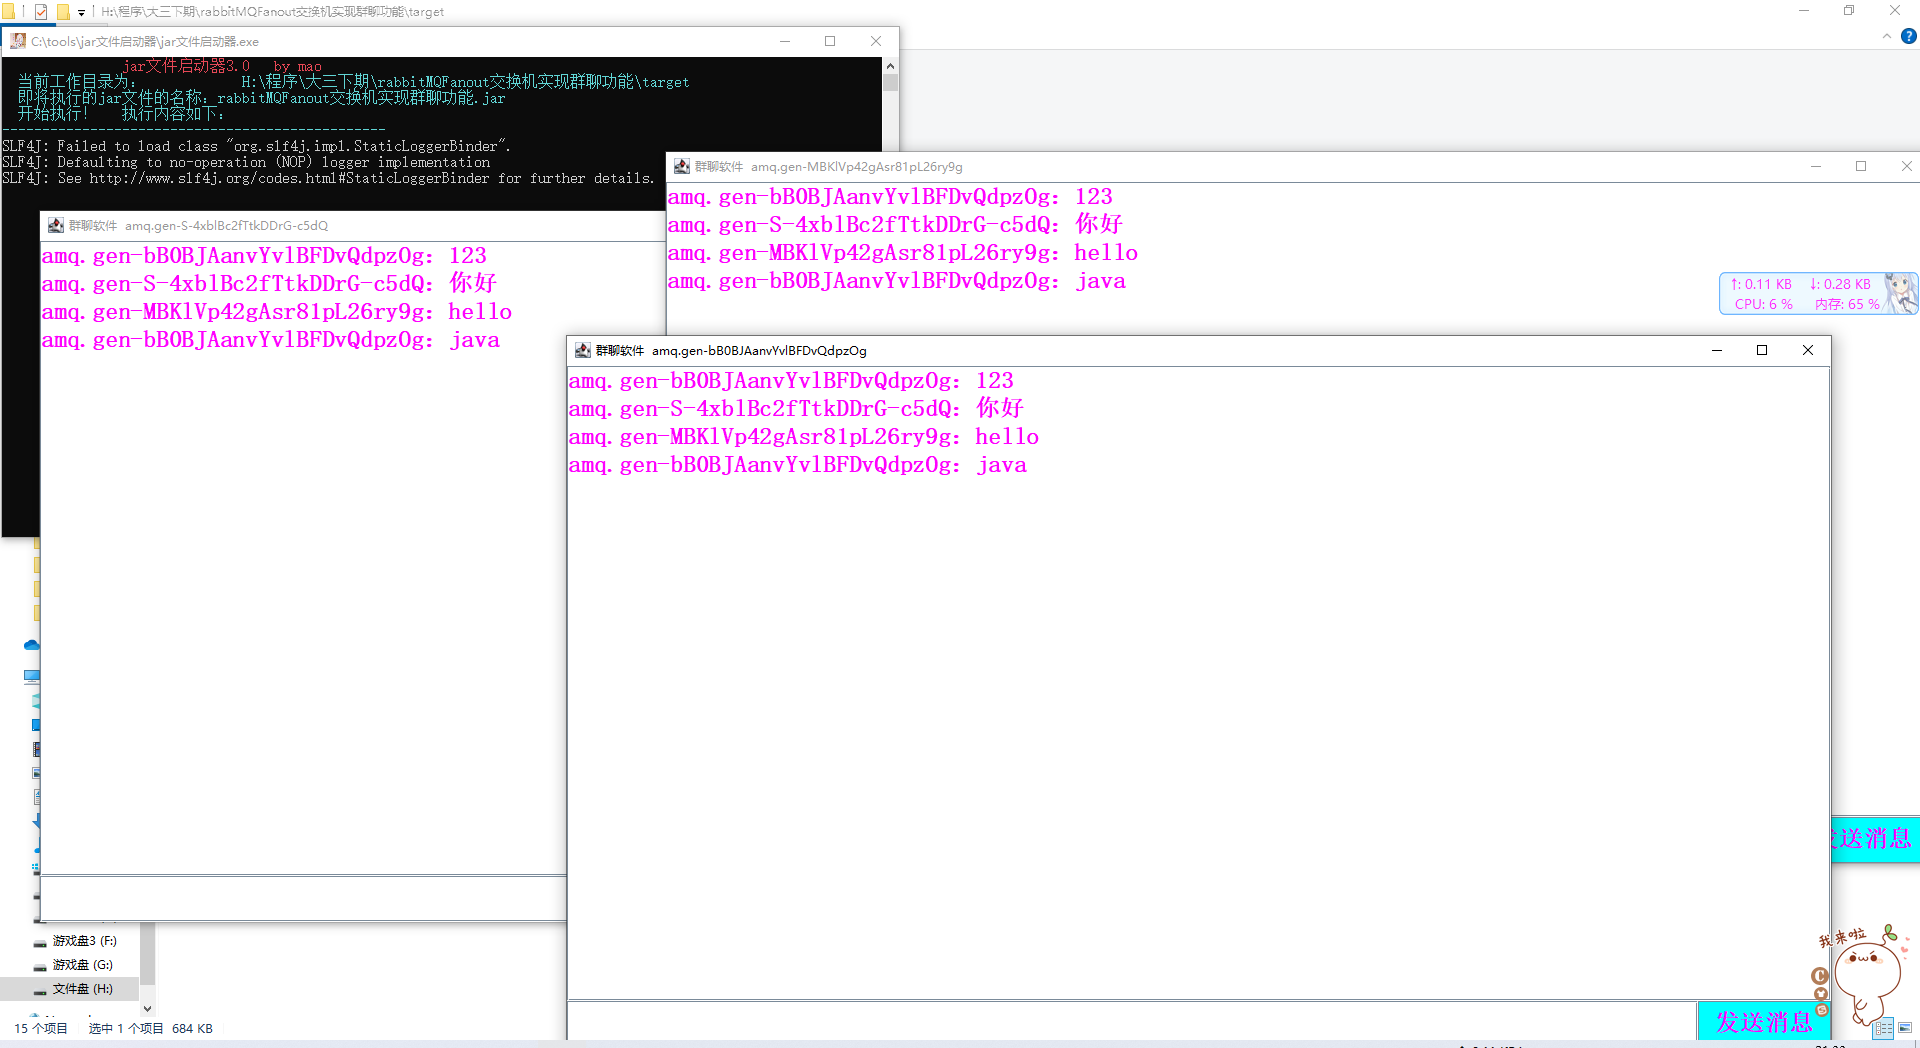 H:\程序\大三下期\rabbitMQFanout交换机实现群聊功能\target
C:\tools\jar文件启动器\jar文件启动器.exe
jar文件启动器3.0 by mao
当前工作目录为: H:\程序\大三下期\rabbitMQFanout交换机实现群聊功能\target
即将执行的jar文件的名称: rabbitMQFanout交换机实现群聊功能.jar
开始执行! 执行内容如下:
------------------------------------------------
SLF4J: Failed to load class "org.slf4j.impl.StaticLoggerBinder".
SLF4J: Defaulting to no-operation (NOP) logger implementation
SLF4J: See http://www.slf4j.org/codes.html#StaticLoggerBinder for further details.
群聊软件 amq.gen-MBKlVp42gAsr81pL26ry9g
amq.gen-bB0BJAanvYvlBFDvQdpzOg: 123
amq.gen-S-4xblBc2fTtkDDrG-c5dQ: 你好
amq.gen-MBKlVp42gAsr81pL26ry9g: hello
amq.gen-bB0BJAanvYvlBFDvQdpzOg: java
群聊软件 amq.gen-S-4xblBc2fTtkDDrG-c5dQ
amq.gen-bB0BJAanvYvlBFDvQdpzOg: 123
amq.gen-S-4xblBc2fTtkDDrG-c5dQ: 你好
amq.gen-MBKlVp42gAsr81pL26ry9g: hello
amq.gen-bB0BJAanvYvlBFDvQdpzOg: java
↑: 0.11 KB ↓: 0.28 KB
CPU: 6 % 内存: 65 %
群聊软件 amq.gen-bB0BJAanvYvlBFDvQdpzOg
amq.gen-bB0BJAanvYvlBFDvQdpzOg: 123
amq.gen-S-4xblBc2fTtkDDrG-c5dQ: 你好
amq.gen-MBKlVp42gAsr81pL26ry9g: hello
amq.gen-bB0BJAanvYvlBFDvQdpzOg: java
发送消息
我来啦
游戏盘3 (F:)
游戏盘 (G:)
文件盘 (H:)
发送消息
15 个项目 选中 1 个项目 684 KB